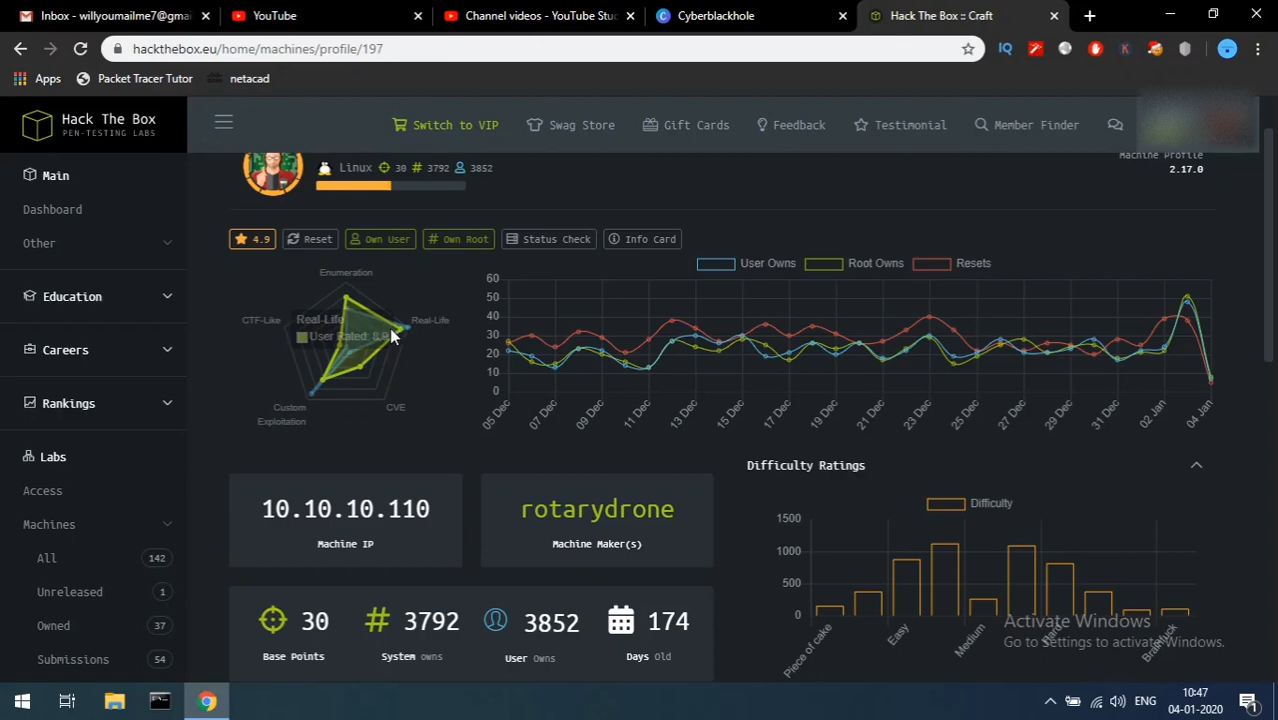 Inbox - willyoumailme7@gmai
YouTube
Channel videos - YouTube Stu
Cyberblackhole
Hack The Box :: Craft
hackthebox.eu/home/machines/profile/197
Apps
Packet Tracer Tutor
netacad
Hack The Box
PEN-TESTING LABS
Switch to VIP
Swag Store
Gift Cards
Feedback
Testimonial
Member Finder
Main
Dashboard
Other
Education
Careers
Rankings
Labs
Access
Machines
All 142
Unreleased 1
Owned 37
Submissions 54
Linux 30 # 3792 3852
Machine Profile
2.17.0
4.9
Reset
Own User
# Own Root
Status Check
Info Card
Enumeration
CTF-Like
Real-Life
Real-Life
User Rated: 8.9
Custom
Exploitation
CVE
User Owns
Root Owns
Resets
60
50
40
30
20
10
0
05 Dec
07 Dec
09 Dec
11 Dec
13 Dec
15 Dec
17 Dec
19 Dec
21 Dec
23 Dec
25 Dec
27 Dec
29 Dec
31 Dec
02 Jan
04 Jan
10.10.10.110
Machine IP
rotarydrone
Machine Maker(s)
30
Base Points
# 3792
System owns
3852
User Owns
174
Days Old
Difficulty Ratings
Difficulty
1500
1000
500
0
Piece of cake
Easy
Medium
Hard
Brainfuck
Activate Windows
Go to Settings to activate Windows.
ENG
10:47
04-01-2020
1